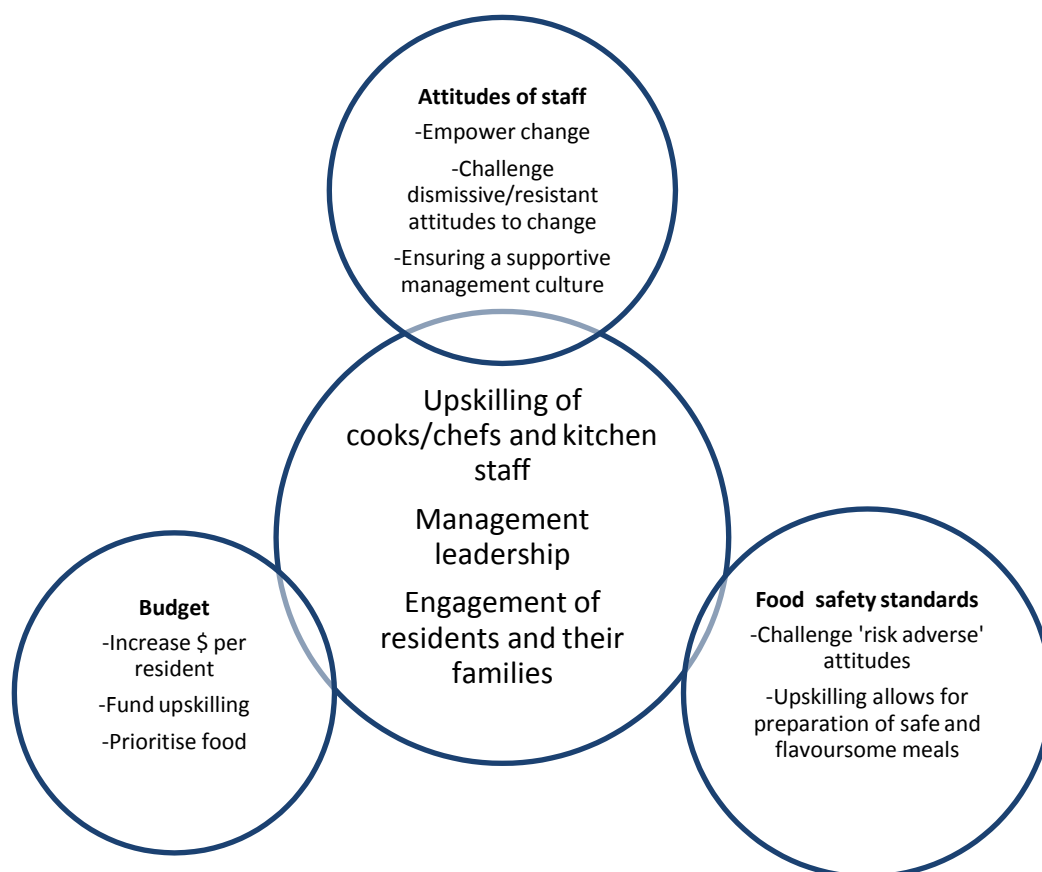 Attitudes of staff
-Empower change
-Challenge
dismissive/resistant
attitudes to change
-Ensuring a supportive
management culture
Upskilling of
cooks/chefs and kitchen
staff
Management
leadership
Engagement of
residents and their
families
Budget
-Increase $ per
resident
-Fund upskilling
-Prioritise food
Food  safety standards
-Challenge 'risk adverse'
attitudes
-Upskilling allows for
preparation of safe and
flavoursome meals